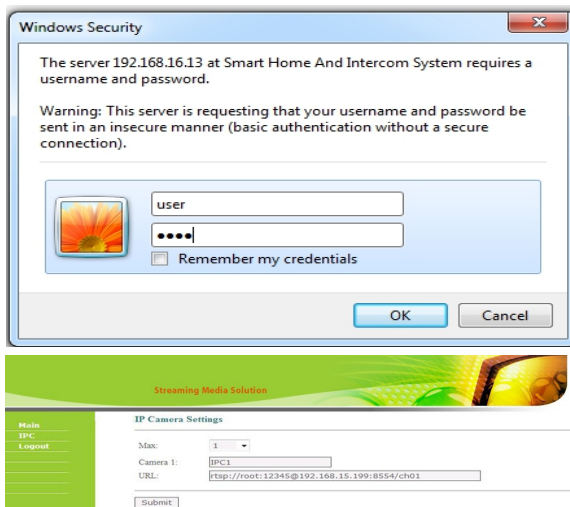 Windows Security
The server 192.168.16.13 at Smart Home And Intercom System requires a
username and password.
Warning: This server is requesting that your username and password be
sent in an insecure manner (basic authentication without a secure
connection).
user
••••
Remember my credentials
OK Cancel
Streaming Media Solution
Main
IPC
Logout
IP Camera Settings
Max: 1
Camera 1: IPC1
URL: rtsp://root:12345@192.168.15.199:8554/ch01
Submit